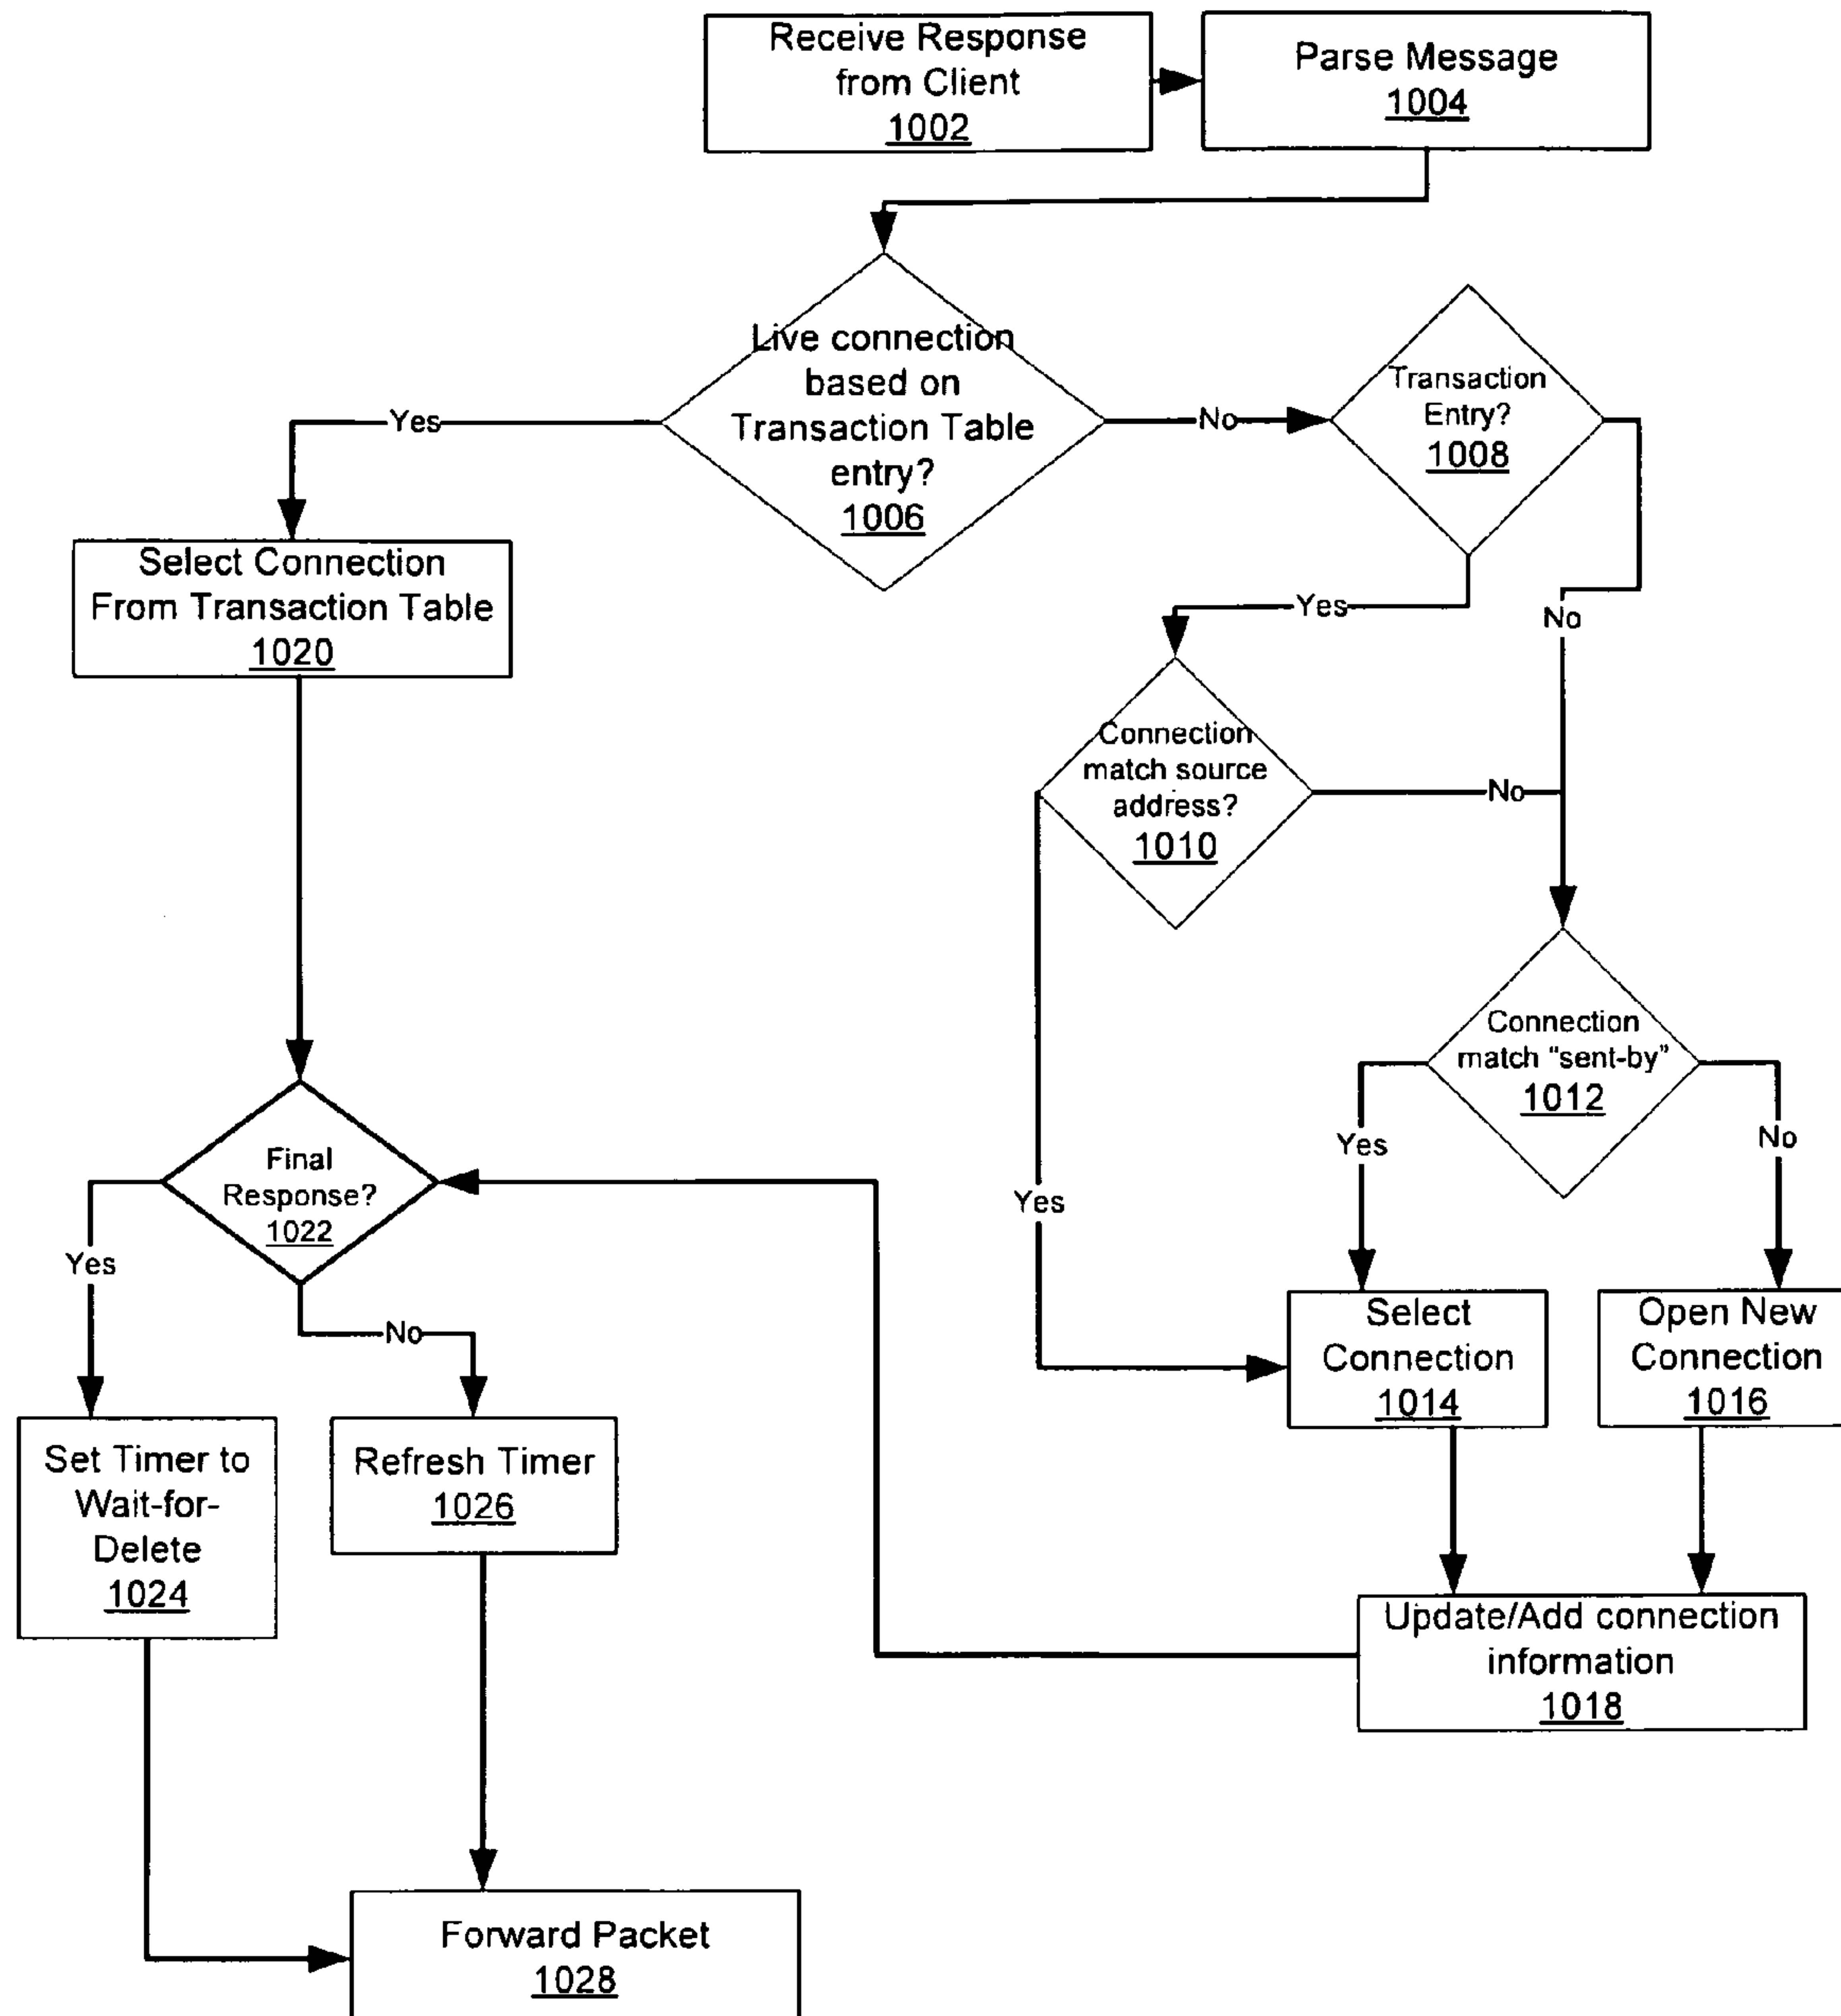 Receive Response
from Client
1002
Parse Message
1004
Live connection
based on
Transaction Table
entry?
1006
Transaction
Entry?
1008
Yes
No
No
Yes
Select Connection
From Transaction Table
1020
Connection
match source
address?
1010
No
Yes
Connection
match “sent-by”
1012
Yes
No
Final
Response?
1022
Yes
No
Select
Connection
1014
Open New
Connection
1016
Set Timer to
Wait-for-
Delete
1024
Refresh Timer
1026
Update/Add connection
information
1018
Forward Packet
1028